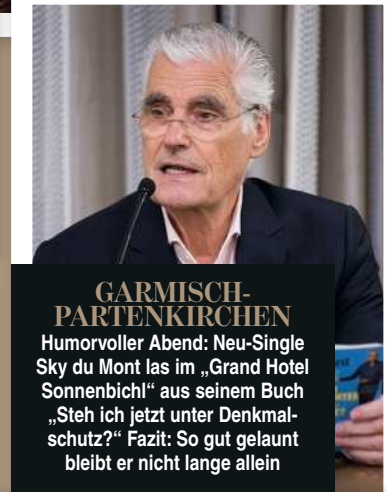 GARMISCH-
PARTENKIRCHEN
Humorvoller Abend: Neu-Single
Sky du Mont las im „Grand Hotel
Sonnenbichl“ aus seinem Buch
„Steh ich jetzt unter Denkmal-
schutz?“ Fazit: So gut gelaunt
bleibt er nicht lange allein